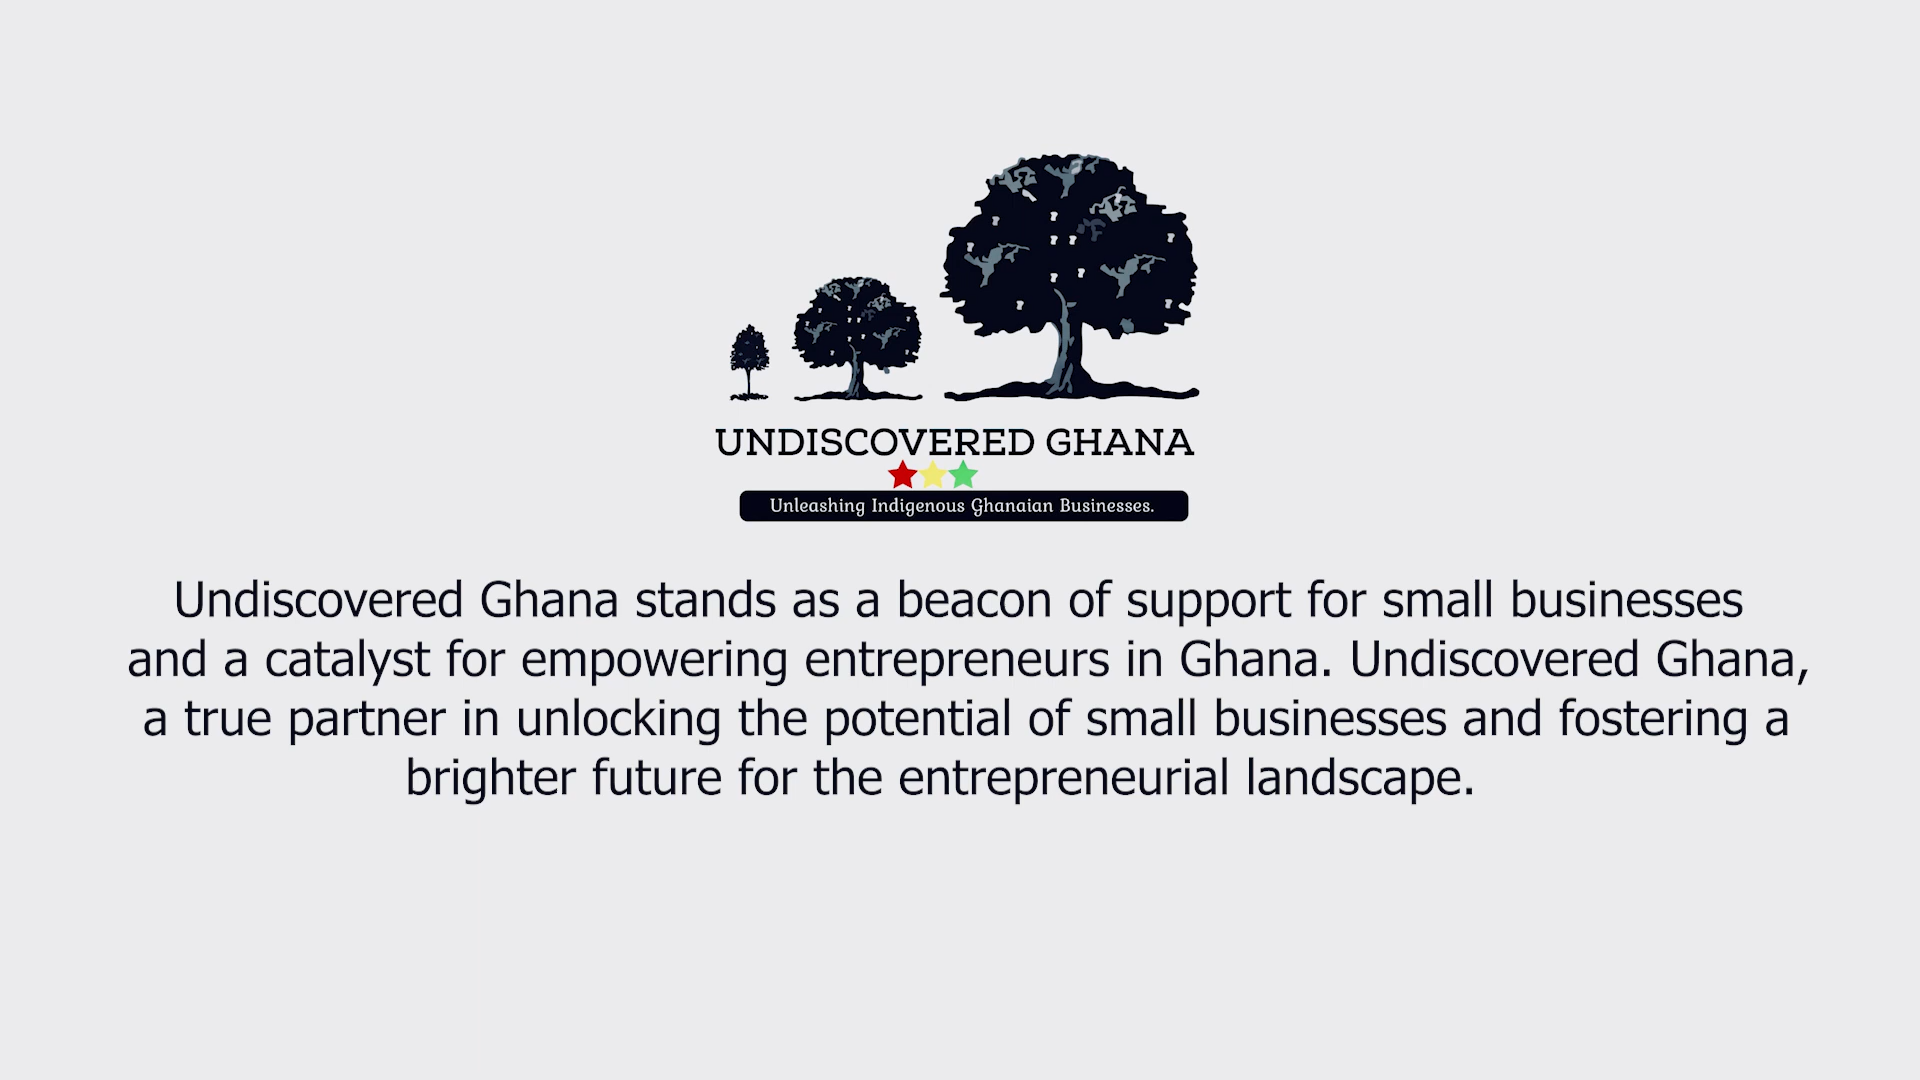 UNDISCOVERED GHANA
Unleashing Indigenous Ghanaian Businesses.
Undiscovered Ghana stands as a beacon of support for small businesses
and a catalyst for empowering entrepreneurs in Ghana. Undiscovered Ghana,
a true partner in unlocking the potential of small businesses and fostering a
brighter future for the entrepreneurial landscape.